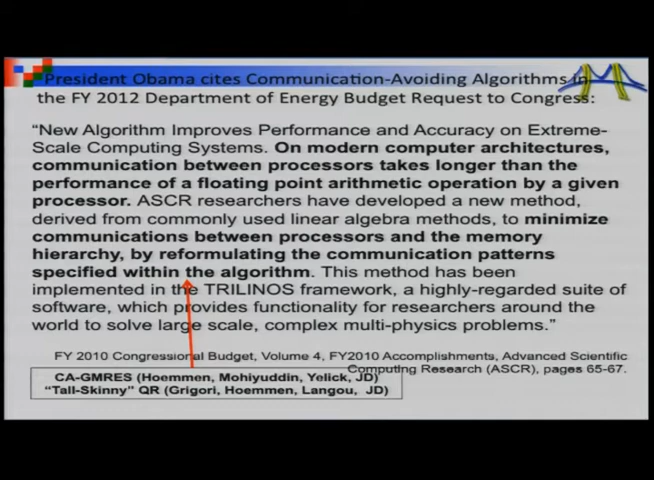 President Obama cites Communication-Avoiding Algorithms in
the FY 2012 Department of Energy Budget Request to Congress:
“New Algorithm Improves Performance and Accuracy on Extreme-
Scale Computing Systems. On modern computer architectures,
communication between processors takes longer than the
performance of a floating point arithmetic operation by a given
processor. ASCR researchers have developed a new method,
derived from commonly used linear algebra methods, to minimize
communications between processors and the memory
hierarchy, by reformulating the communication patterns
specified within the algorithm. This method has been
implemented in the TRILINOS framework, a highly-regarded suite of
software, which provides functionality for researchers around the
world to solve large scale, complex multi-physics problems.”
FY 2010 Congressional Budget, Volume 4, FY2010 Accomplishments, Advanced Scientific
Computing Research (ASCR), pages 65-67.
CA-GMRES (Hoemmen, Mohiyuddin, Yelick, JD)
“Tall-Skinny” QR (Grigori, Hoemmen, Langou, JD)